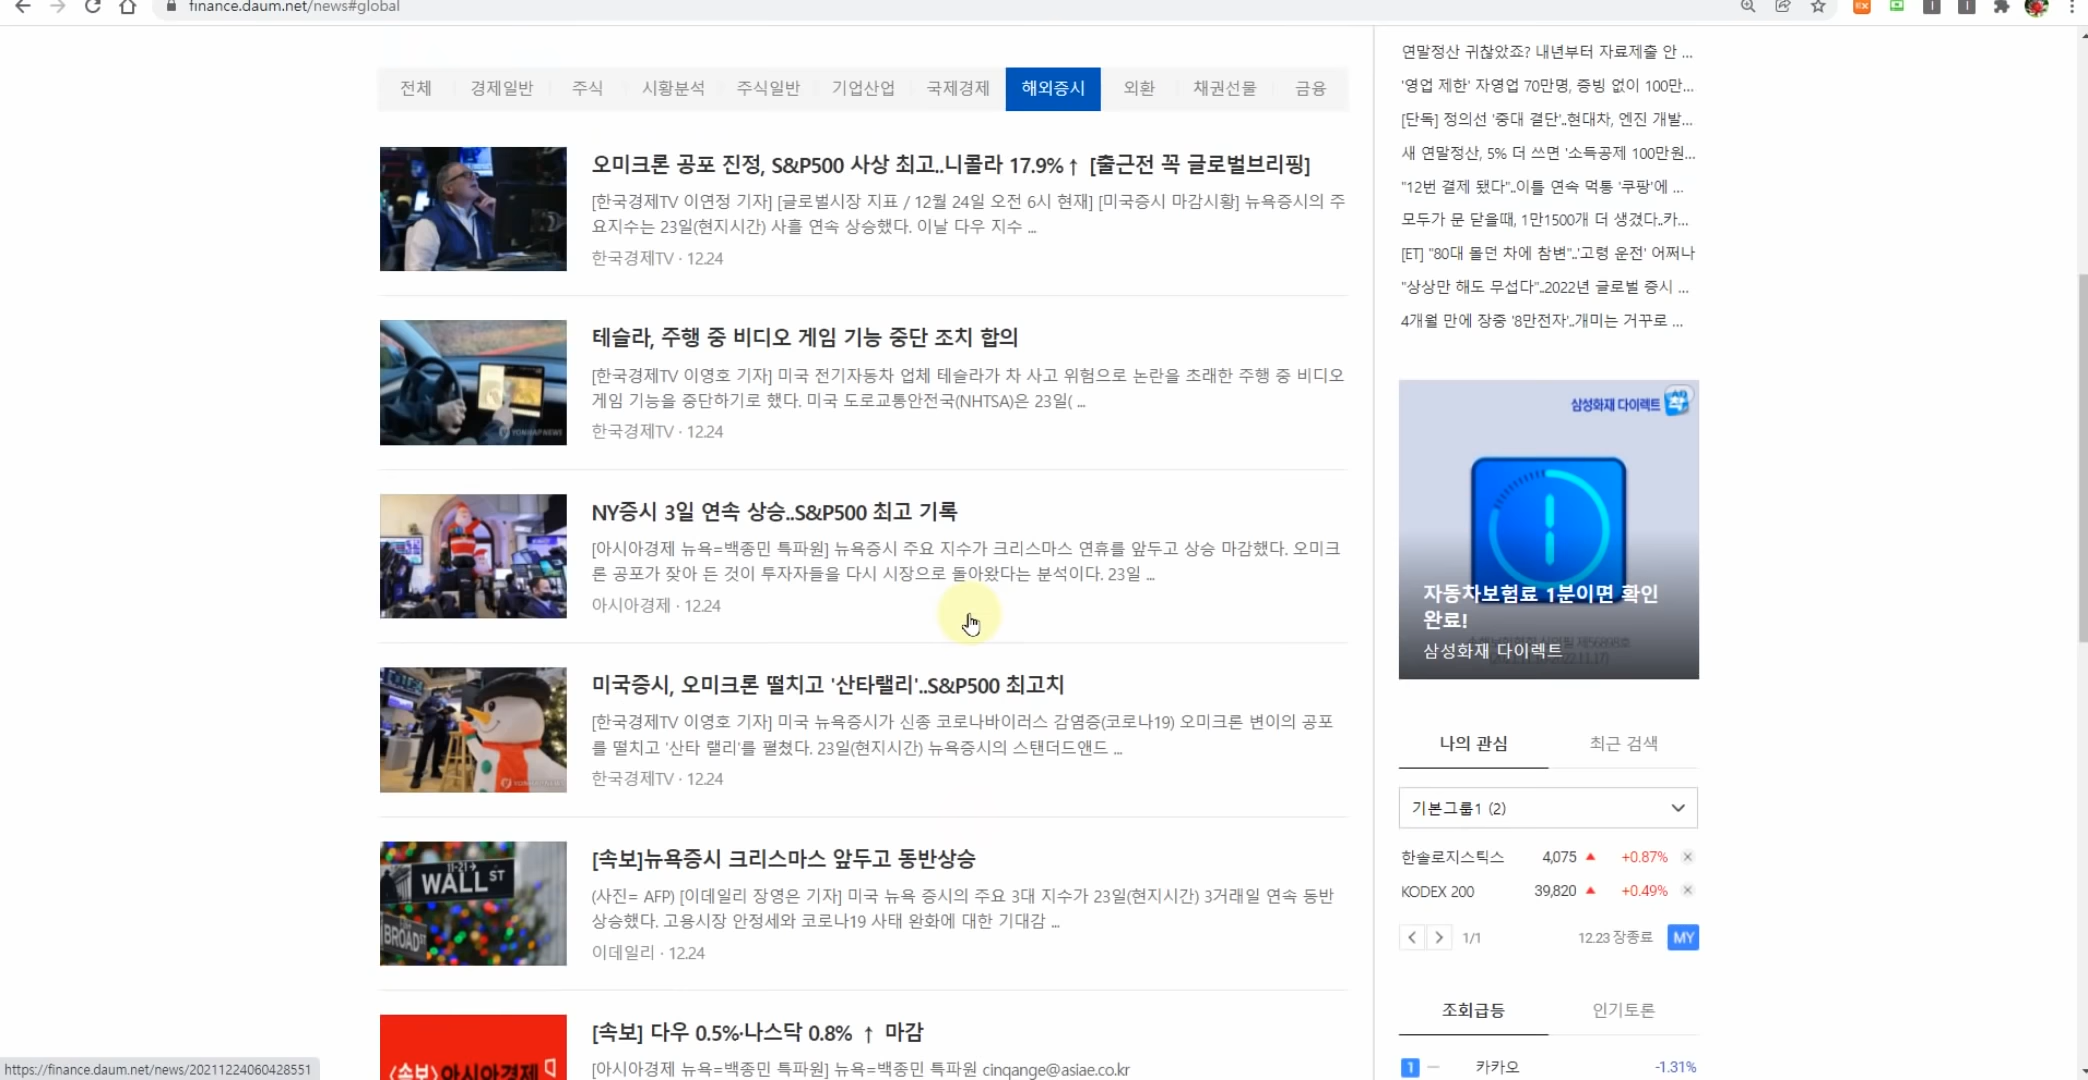 finance.daum.net/news#global
전체 경제일반 주식 시황분석 주식일반 기업산업 국제경제 해외증시 외환 채권선물 금융
오미크론 공포 진정, S&P500 사상 최고..니콜라 17.9%↑ [출근전 꼭 글로벌브리핑]
[한국경제TV 이연정 기자] [글로벌시장 지표 / 12월 24일 오전 6시 현재] [미국증시 마감시황] 뉴욕증시의 주
요지수는 23일(현지시간) 사흘 연속 상승했다. 이날 다우 지수 ...
한국경제TV · 12.24
테슬라, 주행 중 비디오 게임 기능 중단 조치 합의
[한국경제TV 이영호 기자] 미국 전기자동차 업체 테슬라가 차 사고 위험으로 논란을 초래한 주행 중 비디오
게임 기능을 중단하기로 했다. 미국 도로교통안전국(NHTSA)은 23일( ...
한국경제TV · 12.24
YONHAPNEWS
NY증시 3일 연속 상승..S&P500 최고 기록
[아시아경제 뉴욕=백종민 특파원] 뉴욕증시 주요 지수가 크리스마스 연휴를 앞두고 상승 마감했다. 오미크
론 공포가 잦아 든 것이 투자자들을 다시 시장으로 돌아왔다는 분석이다. 23일 ...
아시아경제 · 12.24
미국증시, 오미크론 떨치고 '산타랠리'..S&P500 최고치
[한국경제TV 이영호 기자] 미국 뉴욕증시가 신종 코로나바이러스 감염증(코로나19) 오미크론 변이의 공포
를 떨치고 '산타 랠리'를 펼쳤다. 23일(현지시간) 뉴욕증시의 스탠더드앤드 ...
한국경제TV · 12.24
[속보]뉴욕증시 크리스마스 앞두고 동반상승
(사진= AFP) [이데일리 장영은 기자] 미국 뉴욕 증시의 주요 3대 지수가 23일(현지시간) 3거래일 연속 동반
상승했다. 고용시장 안정세와 코로나19 사태 완화에 대한 기대감 ...
이데일리 · 12.24
11-21→
WALL ST
BROAD ST
[속보] 다우 0.5%·나스닥 0.8% ↑ 마감
[아시아경제 뉴욕=백종민 특파원] 뉴욕=백종민 특파원 cinqange@asiae.co.kr
<속보> 아시아경제
https://finance.daum.net/news/20211224060428551
연말정산 귀찮았죠? 내년부터 자료제출 안 ...
'영업 제한' 자영업 70만명, 증빙 없이 100만...
[단독] 정의선 '중대 결단'..현대차, 엔진 개발...
새 연말정산, 5% 더 쓰면 '소득공제 100만원...
"12번 결제 됐다"..이틀 연속 먹통 '쿠팡'에 ...
모두가 문 닫을때, 1만1500개 더 생겼다..카...
[ET] "80대 몰던 차에 참변"..'고령 운전' 어쩌나
"상상만 해도 무섭다"..2022년 글로벌 증시 ...
4개월 만에 장중 '8만전자'..개미는 거꾸로 ...
삼성화재 다이렉트 착
자동차보험료 1분이면 확인
완료!
삼성화재 다이렉트
나의 관심 최근 검색
기본그룹1 (2)
한솔로지스틱스 4,075 ▲ +0.87% ×
KODEX 200 39,820 ▲ +0.49% ×
1/1 12.23 장종료 MY
조회급등 인기토론
1 − 카카오 -1.31%